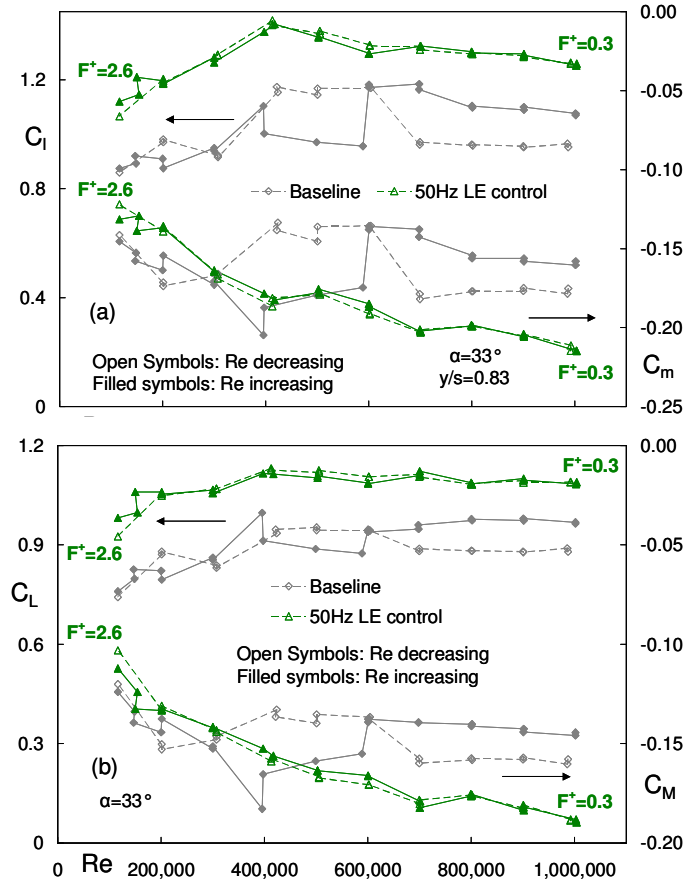 0.00
F⁺=0.3
F⁺=2.6
1.2
-0.05
Cₗ
-0.10
F⁺=2.6
0.8
Baseline
50Hz LE control
-0.15
0.4
(a)
-0.20
Open Symbols: Re decreasing
Filled symbols: Re increasing
α=33°
y/s=0.83
Cₘ
F⁺=0.3
0
-0.25
1.2
0.00
F⁺=0.3
0.9
-0.05
F⁺=2.6
C_L
Baseline
50Hz LE control
F⁺=2.6
0.6
-0.10
Open Symbols: Re decreasing
Filled symbols: Re increasing
0.3
-0.15
(b)
α=33°
C_M
F⁺=0.3
0
-0.20
0
Re
200,000
400,000
600,000
800,000
1,000,000